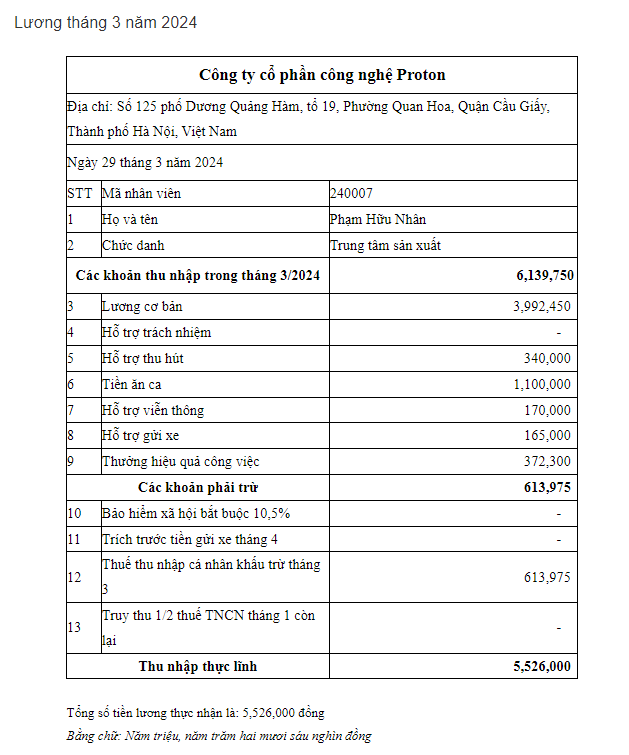 Lương tháng 3 năm 2024
Công ty cổ phần công nghệ Proton
Địa chỉ: Số 125 phố Dương Quảng Hàm, tổ 19, Phường Quan Hoa, Quận Cầu Giấy,
Thành phố Hà Nội, Việt Nam
Ngày 29 tháng 3 năm 2024
STT Mã nhân viên 240007
1 Họ và tên Phạm Hữu Nhân
2 Chức danh Trung tâm sản xuất
Các khoản thu nhập trong tháng 3/2024 6,139,750
3 Lương cơ bản 3,992,450
4 Hỗ trợ trách nhiệm -
5 Hỗ trợ thu hút 340,000
6 Tiền ăn ca 1,100,000
7 Hỗ trợ viễn thông 170,000
8 Hỗ trợ gửi xe 165,000
9 Thưởng hiệu quả công việc 372,300
Các khoản phải trừ 613,975
10 Bảo hiểm xã hội bắt buộc 10,5% -
11 Trích trước tiền gửi xe tháng 4 -
12 Thuế thu nhập cá nhân khấu trừ tháng
3 613,975
13 Truy thu 1/2 thuế TNCN tháng 1 còn
lại -
Thu nhập thực lĩnh 5,526,000
Tổng số tiền lương thực nhận là: 5,526,000 đồng
Bằng chữ: Năm triệu, năm trăm hai mươi sáu nghìn đồng